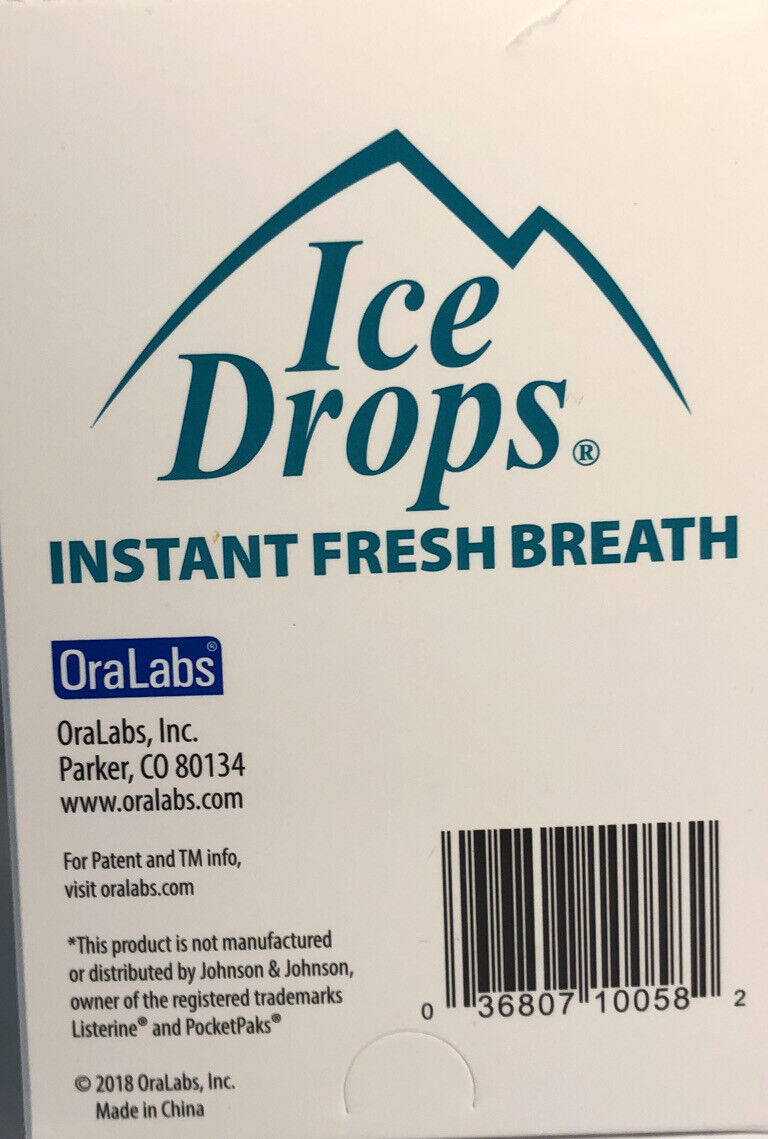 Ice
Drops®
INSTANT FRESH BREATH
OraLabs®
OraLabs, Inc.
Parker, CO 80134
www.oralabs.com
For Patent and TM info,
visit oralabs.com
*This product is not manufactured
or distributed by Johnson & Johnson,
owner of the registered trademarks
Listerine® and PocketPaks®
© 2018 OraLabs, Inc.
Made in China
0 36807 10058 2